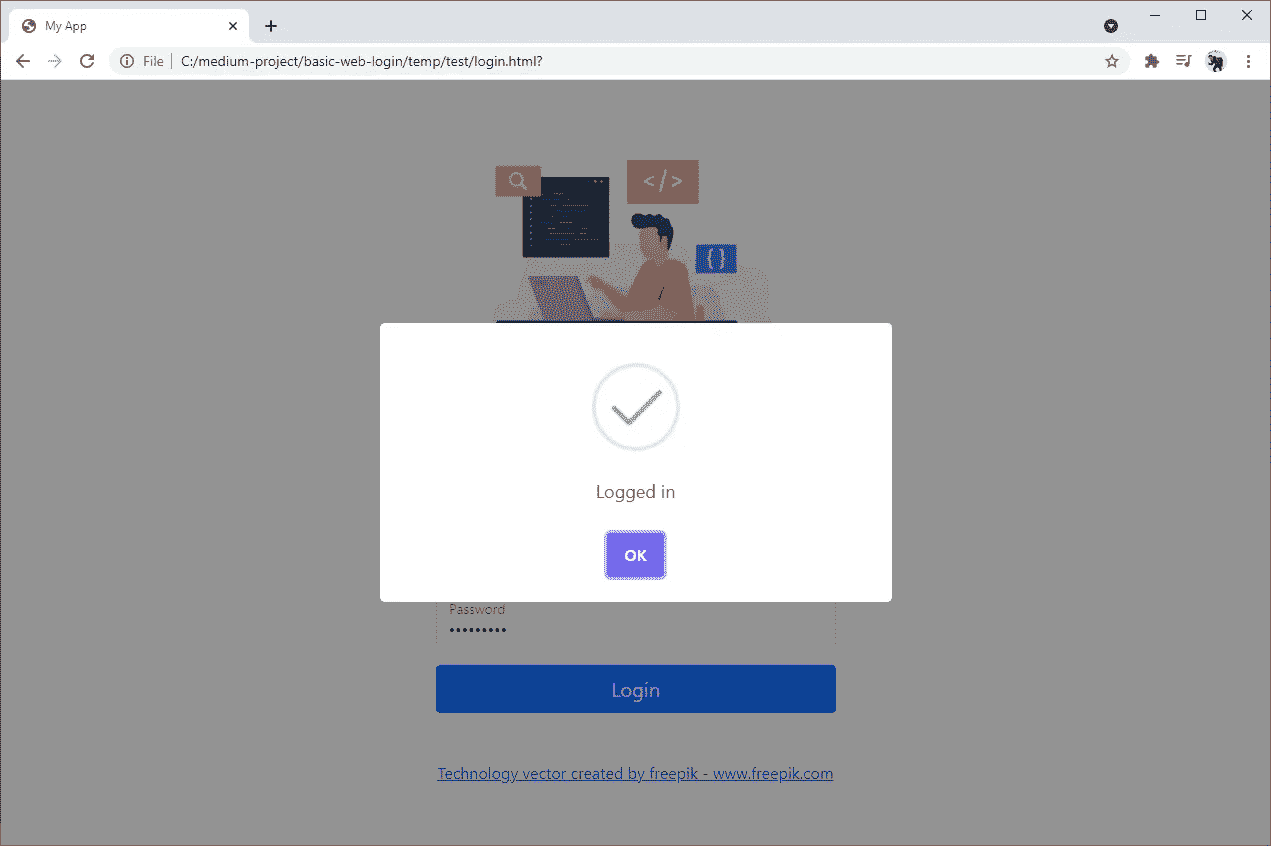 My App
File
C:/medium-project/basic-web-login/temp/test/login.html?
</>
{}
Logged in
OK
Password
•••••••••
Login
Technology vector created by freepik - www.freepik.com